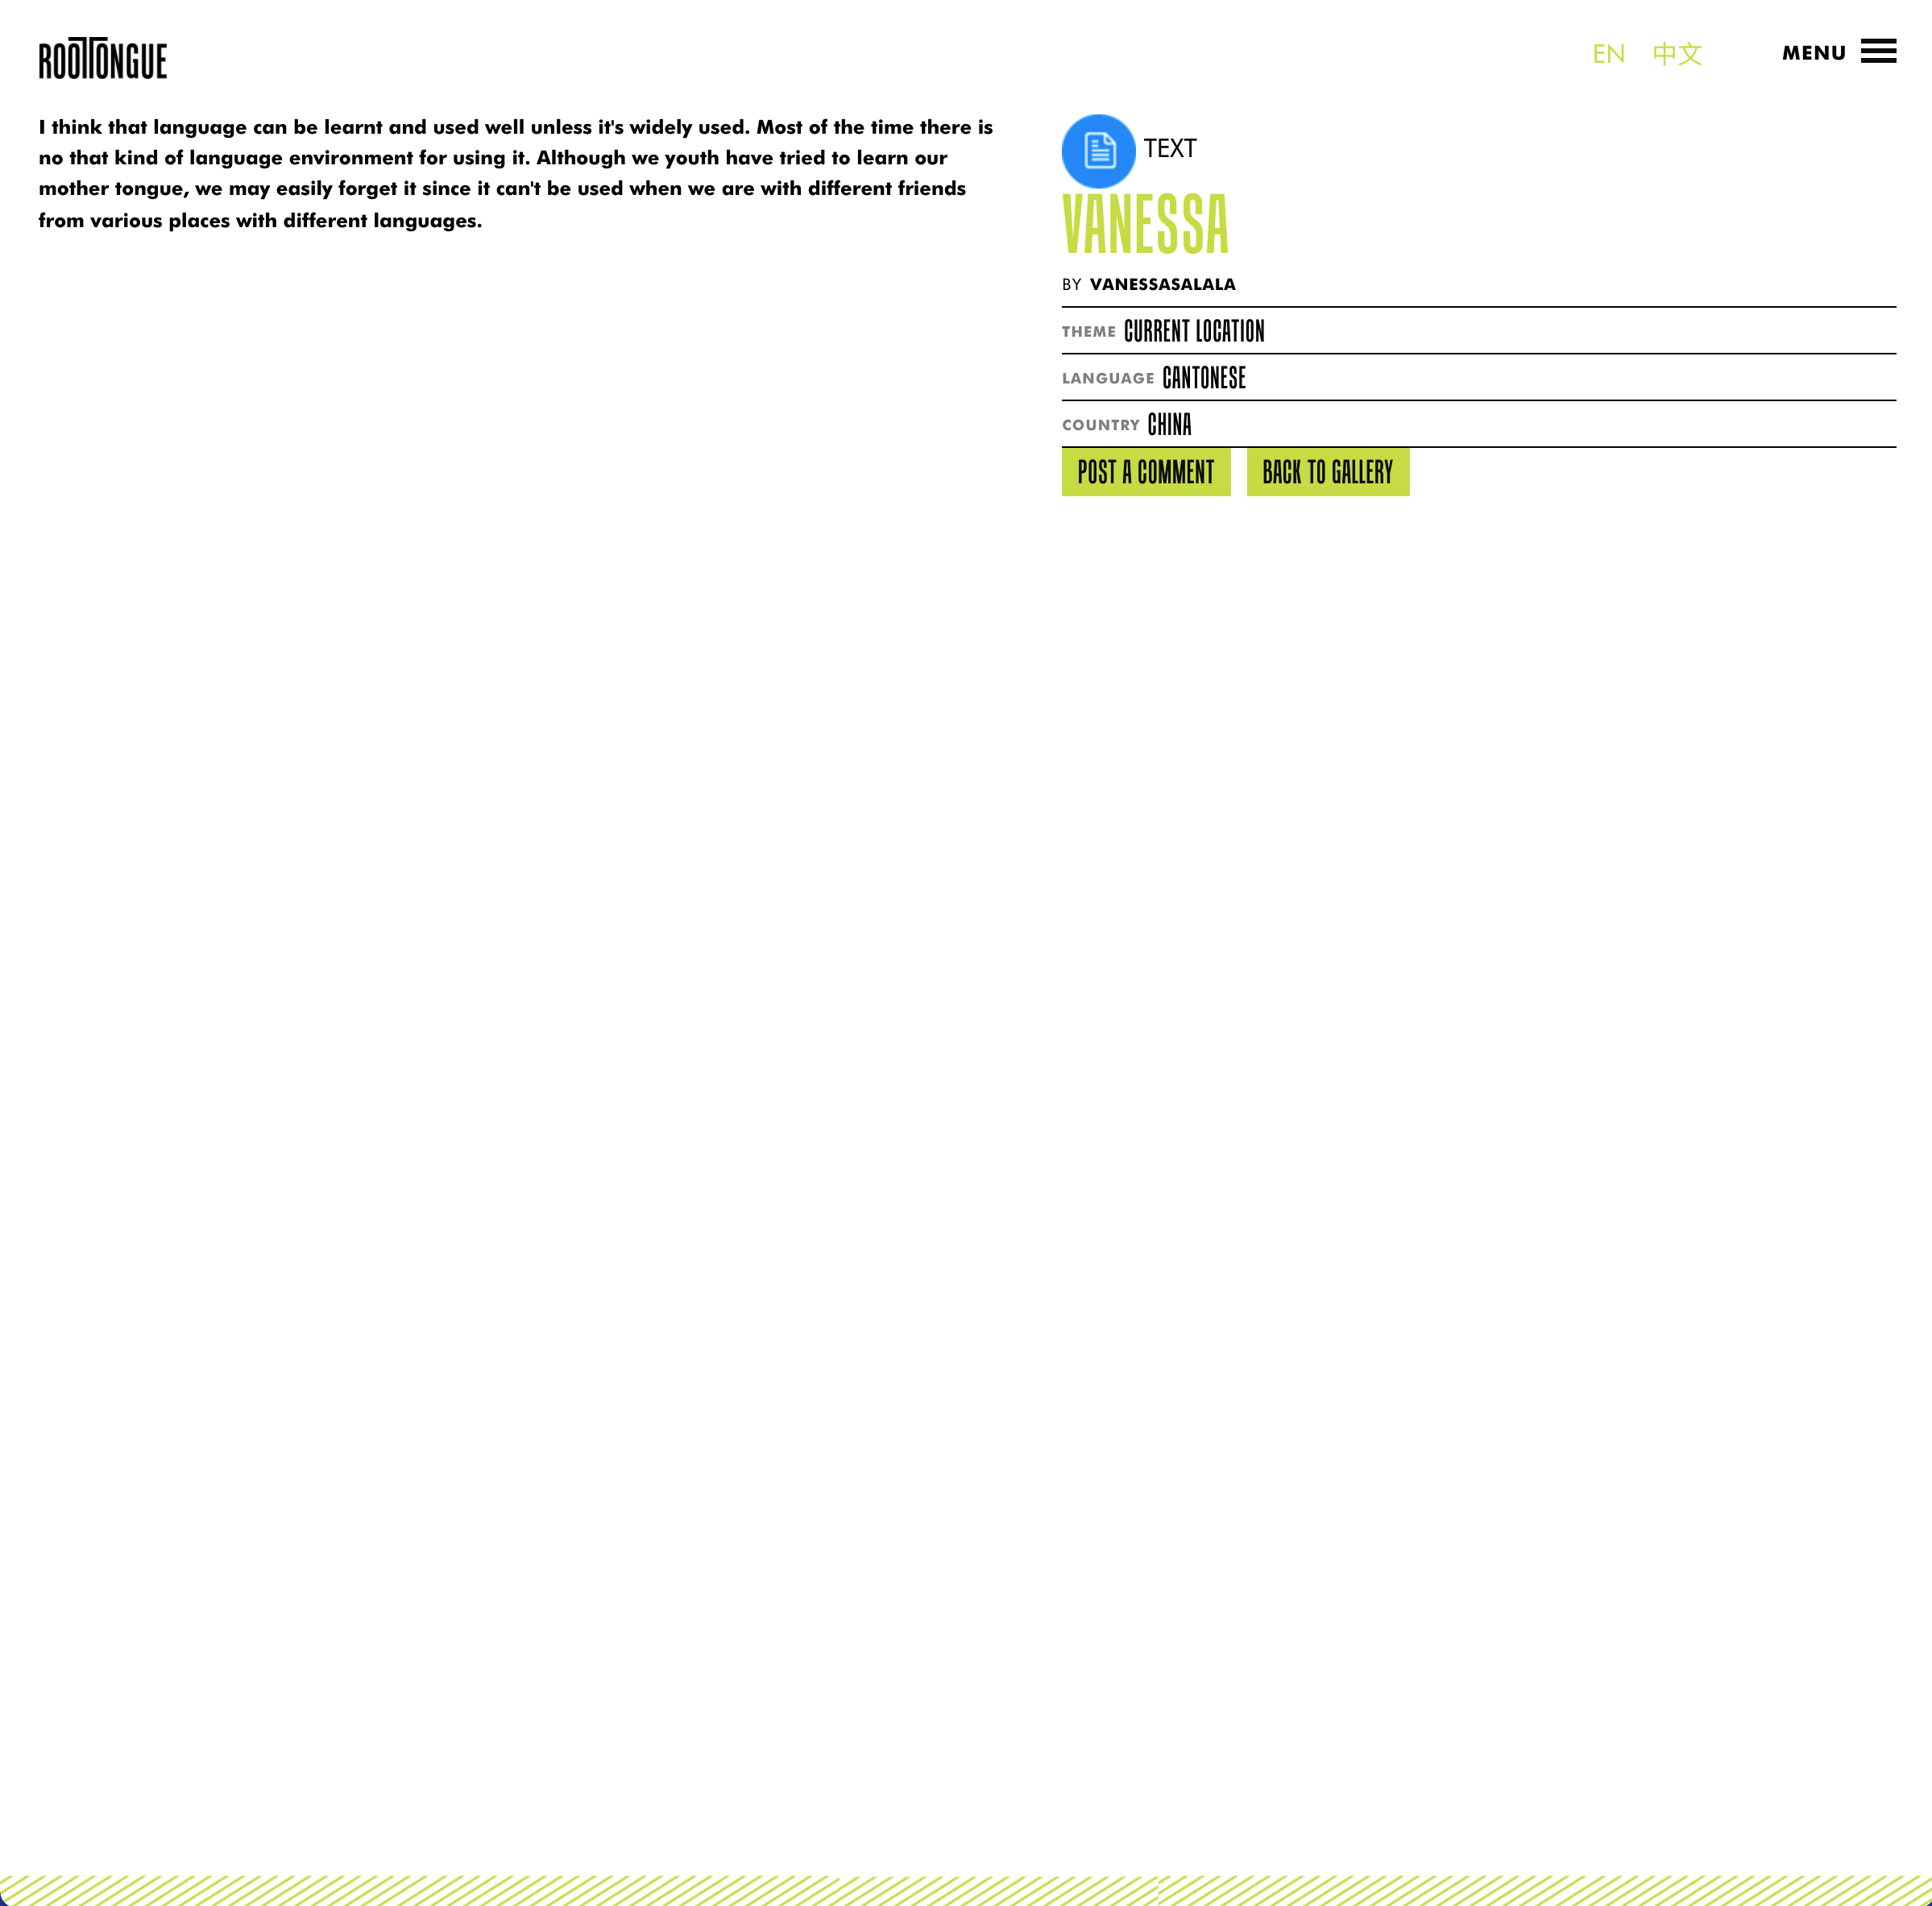 ROOTTONGUE
EN 中文 MENU
I think that language can be learnt and used well unless it's widely used. Most of the time there is
no that kind of language environment for using it. Although we youth have tried to learn our
mother tongue, we may easily forget it since it can't be used when we are with different friends
from various places with different languages.
TEXT
VANESSA
BY VANESSASALALA
THEME CURRENT LOCATION
LANGUAGE CANTONESE
COUNTRY CHINA
POST A COMMENT BACK TO GALLERY